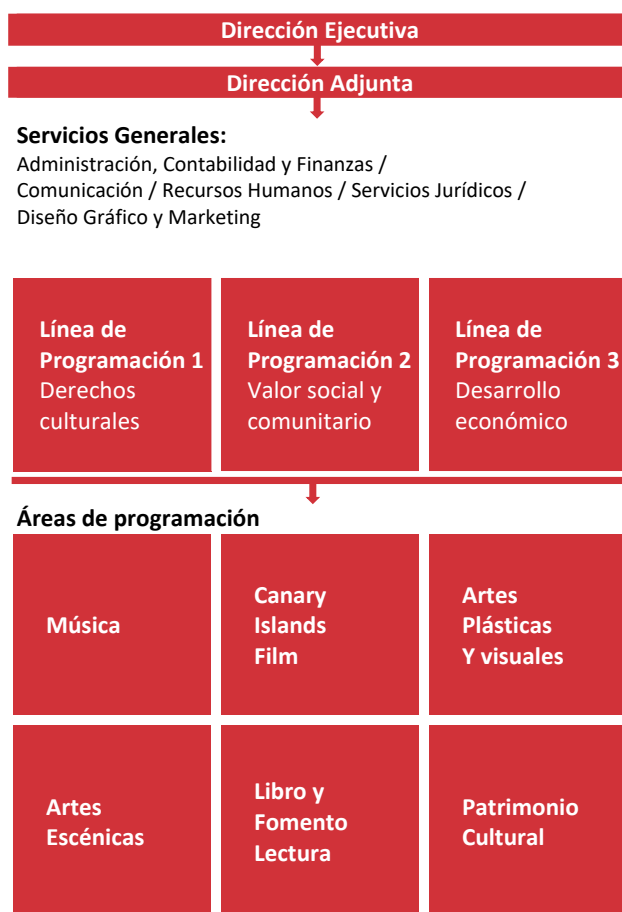 Dirección Ejecutiva
Dirección Adjunta
Servicios Generales:
Administración, Contabilidad y Finanzas /
Comunicación / Recursos Humanos / Servicios Jurídicos /
Diseño Gráfico y Marketing
Línea de
Programación 1
Derechos
culturales
Línea de
Programación 2
Valor social y
comunitario
Línea de
Programación 3
Desarrollo
económico
Áreas de programación
Música
Canary
Islands
Film
Artes
Plásticas
Y visuales
Artes
Escénicas
Libro y
Fomento
Lectura
Patrimonio
Cultural